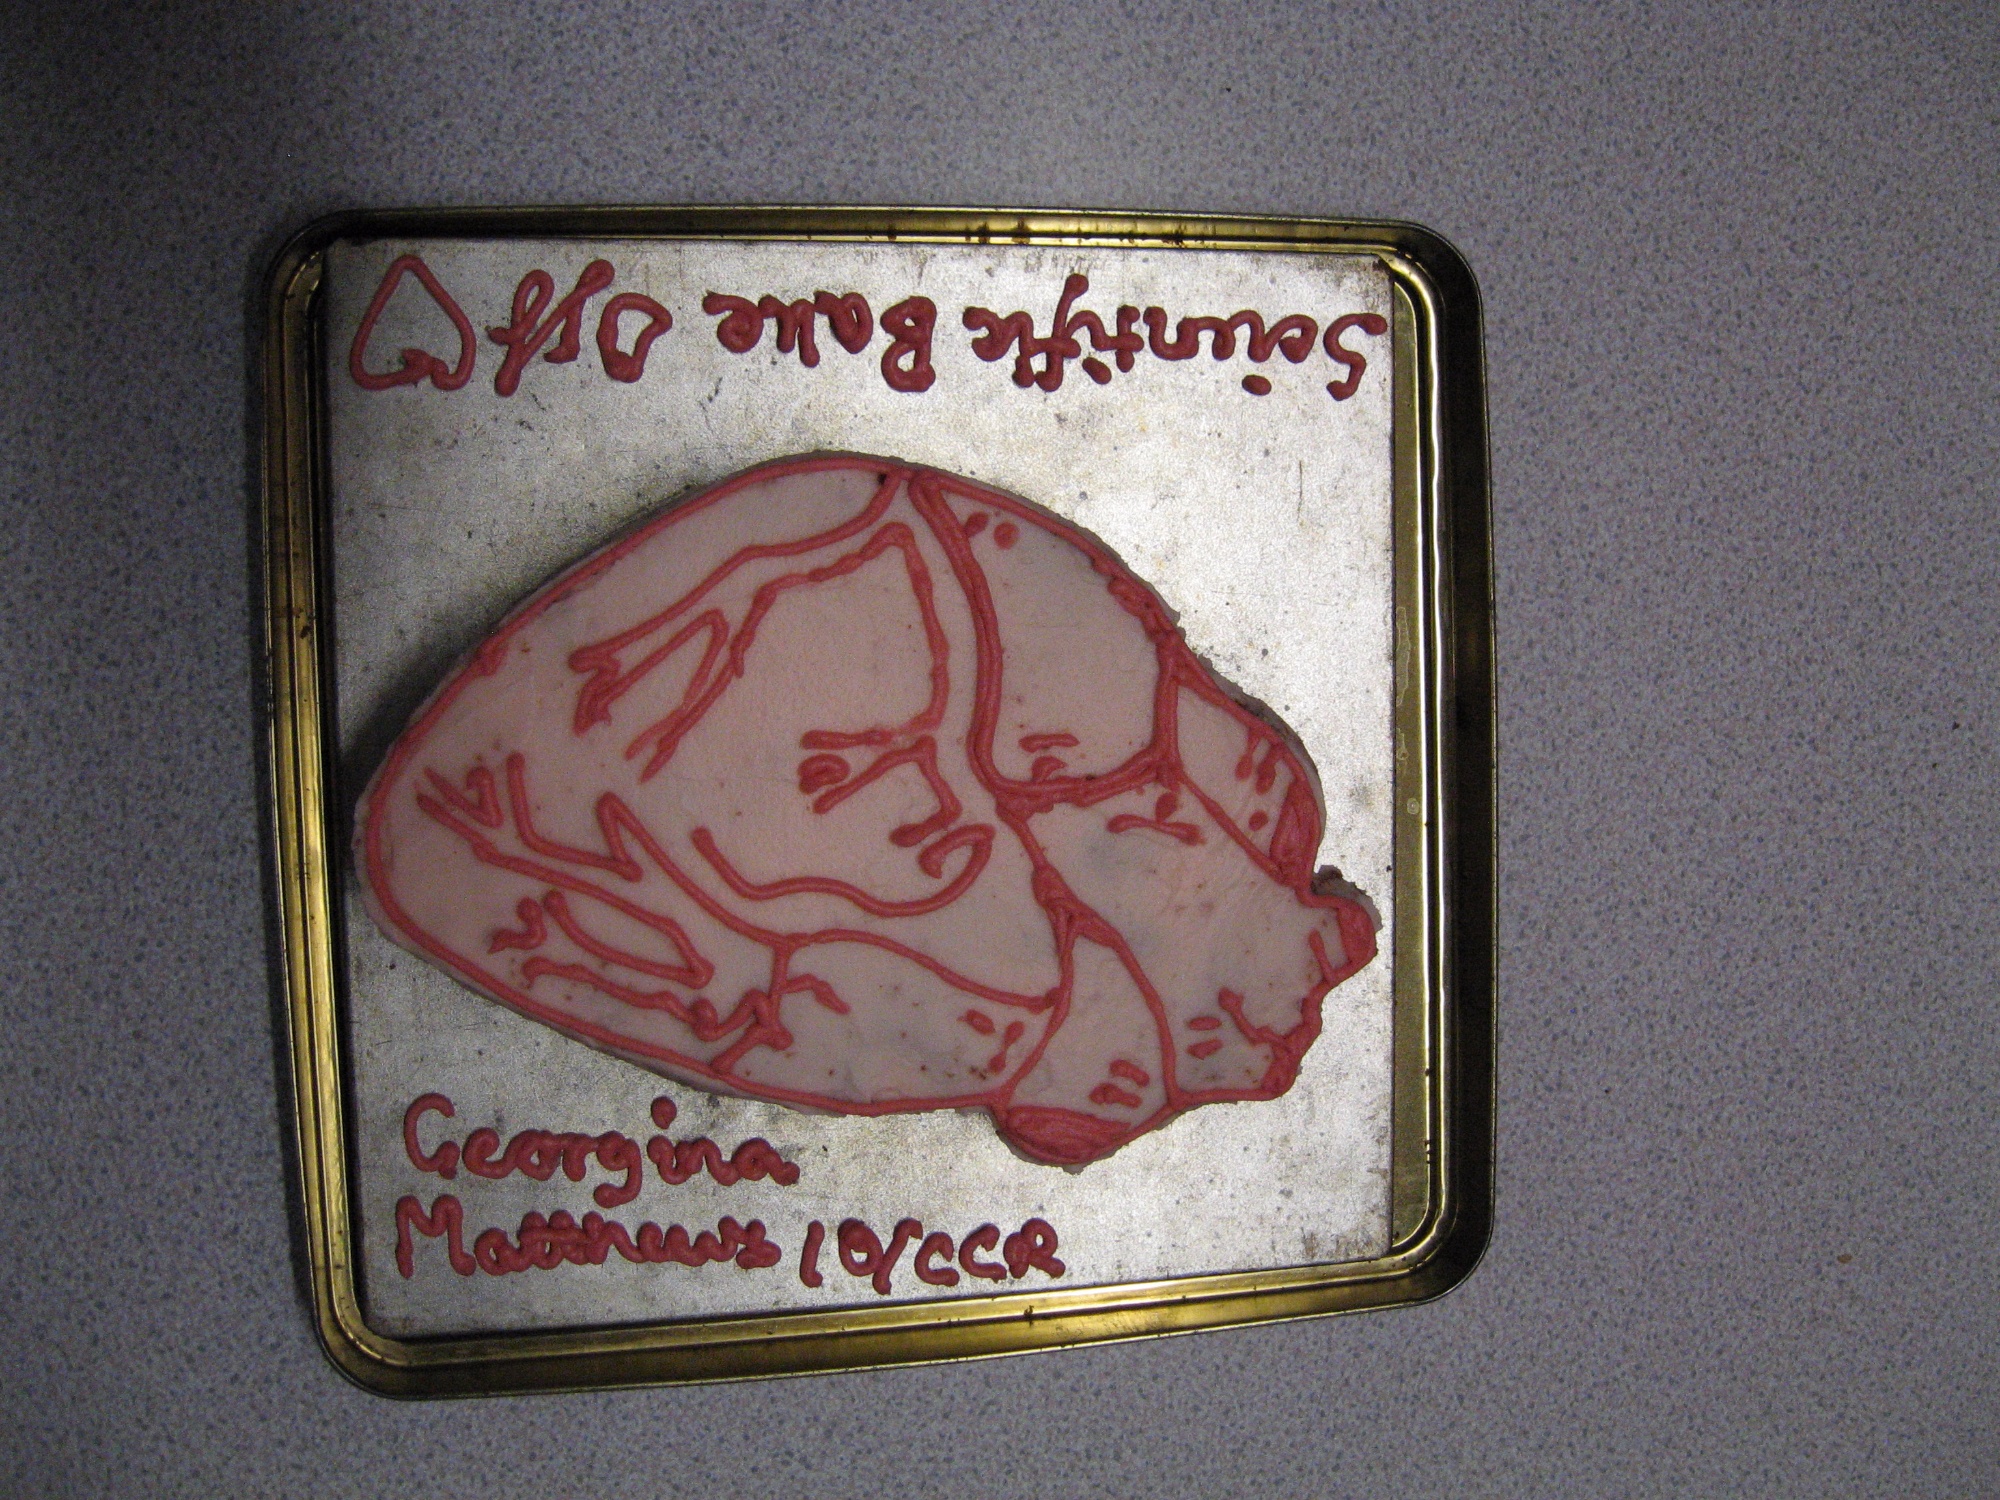 Scientific Bake Off
Georgina
Matthews 10/CCR